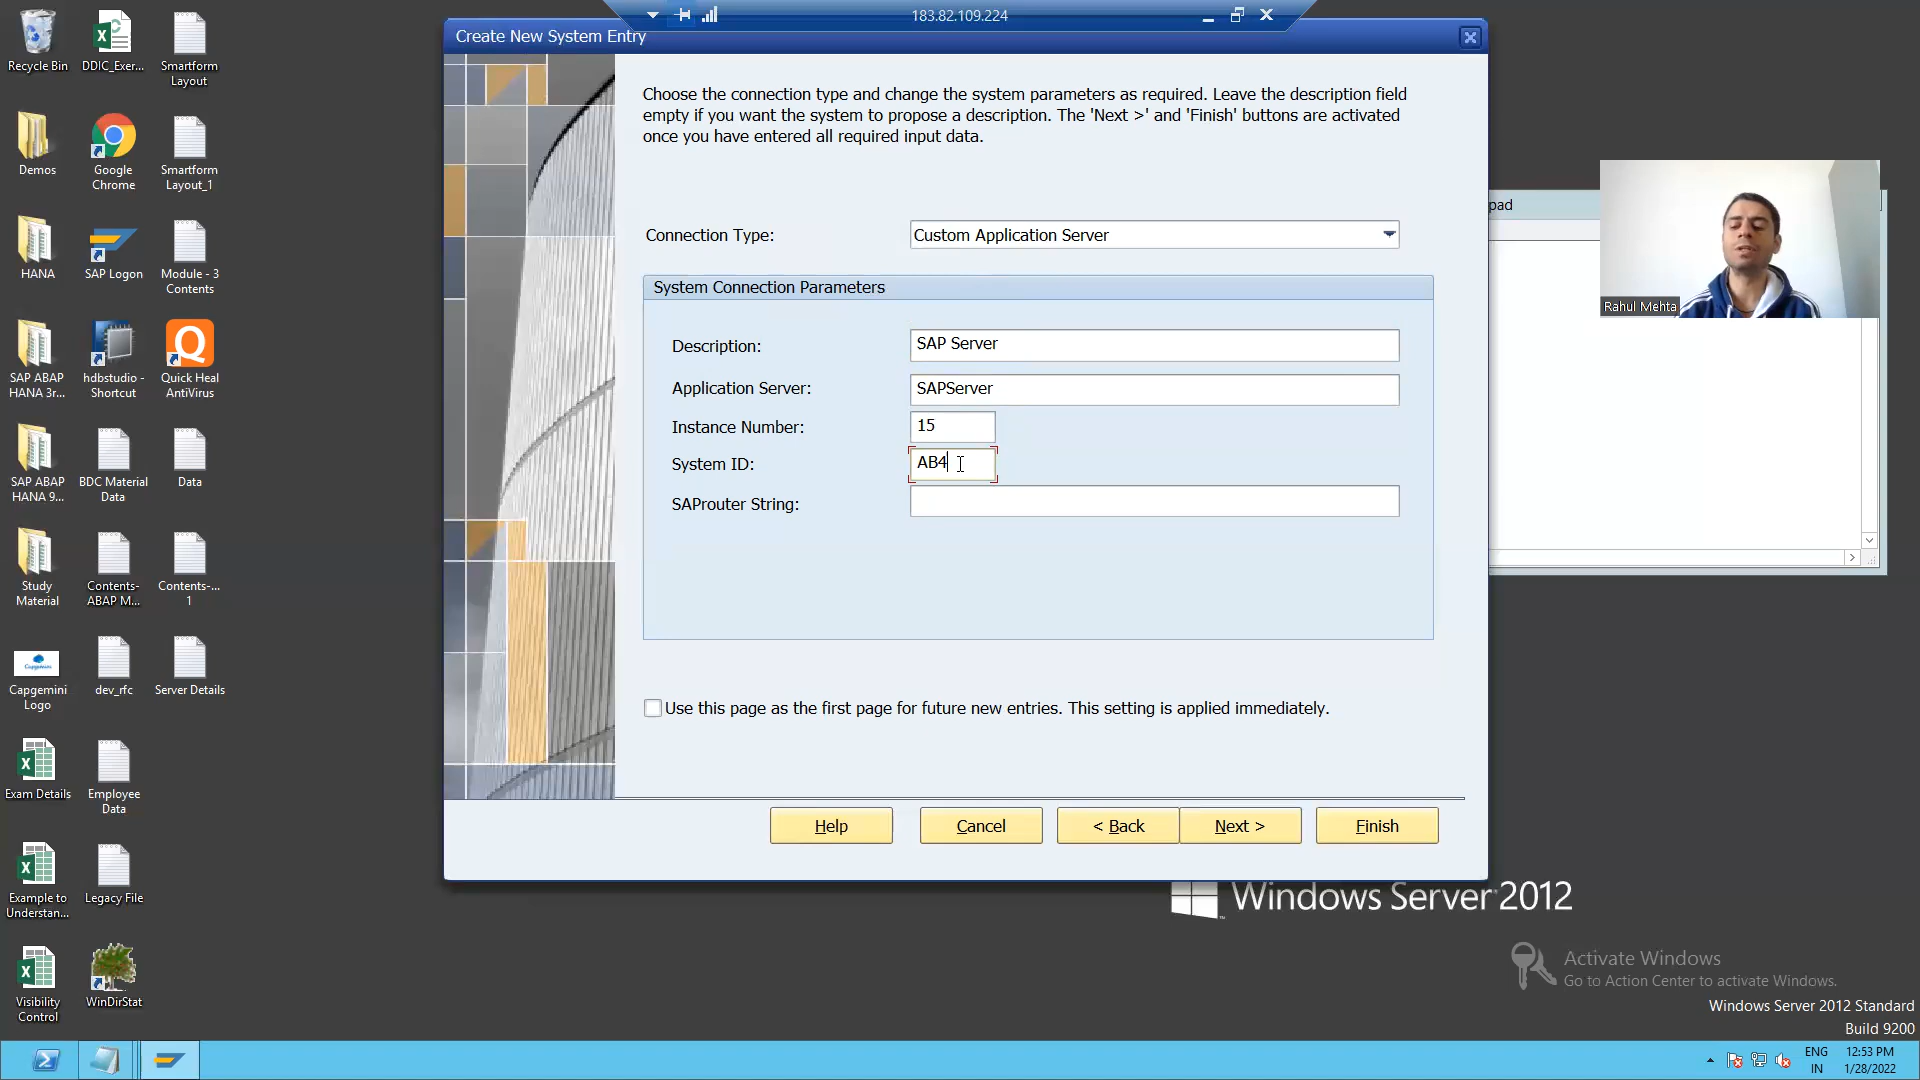 183.82.109.224
Create New System Entry
Choose the connection type and change the system parameters as required. Leave the description field
empty if you want the system to propose a description. The 'Next >' and 'Finish' buttons are activated
once you have entered all required input data.
Connection Type:
Custom Application Server
System Connection Parameters
Description:
SAP Server
Application Server:
SAPServer
Instance Number:
15
System ID:
AB4
SAProuter String:
Use this page as the first page for future new entries. This setting is applied immediately.
Help
Cancel
< Back
Next >
Finish
pad
Rahul Mehta
Recycle Bin
DDIC_Exer...
Smartform
Layout
Demos
Google
Chrome
Smartform
Layout_1
HANA
SAP Logon
Module - 3
Contents
SAP ABAP
HANA 3r...
hdbstudio -
Shortcut
Quick Heal
AntiVirus
SAP ABAP
HANA 9...
BDC Material
Data
Data
Study
Material
Contents-
ABAP M...
Contents-...
1
Capgemini
Capgemini
Logo
dev_rfc
Server Details
Exam Details
Employee
Data
Example to
Understan...
Legacy File
Visibility
Control
WinDirStat
Windows Server 2012
Activate Windows
Go to Action Center to activate Windows.
Windows Server 2012 Standard
Build 9200
ENG
IN
12:53 PM
1/28/2022